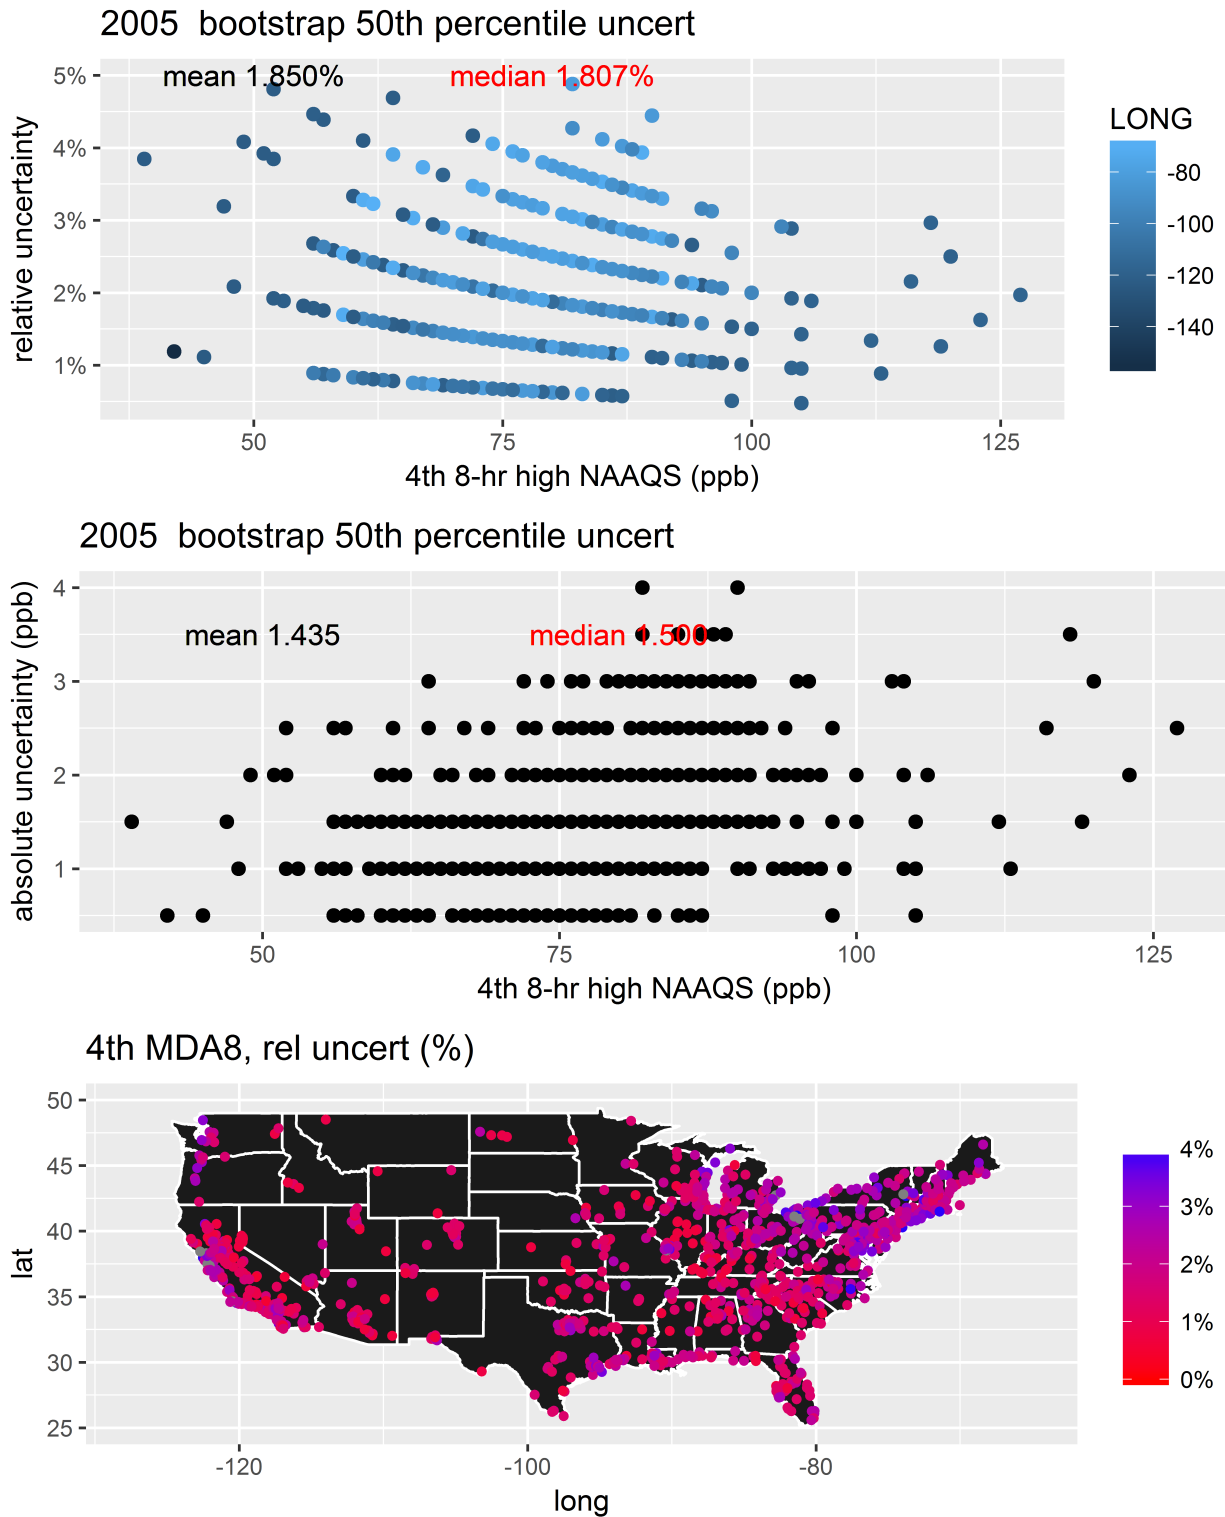 2005  bootstrap 50th percentile uncert
mean 1.850%
median 1.807%
5%
4%
3%
2%
1%
relative uncertainty
50
75
100
125
4th 8-hr high NAAQS (ppb)
LONG
-80
-100
-120
-140
2005  bootstrap 50th percentile uncert
mean 1.435
median 1.500
4
3
2
1
absolute uncertainty (ppb)
50
75
100
125
4th 8-hr high NAAQS (ppb)
4th MDA8, rel uncert (%)
50
45
40
35
30
25
lat
-120
-100
-80
long
4%
3%
2%
1%
0%